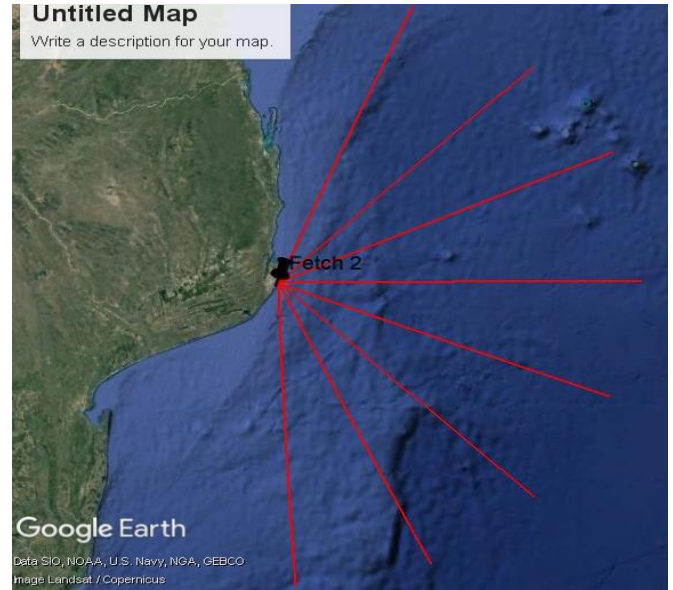 Untitled Map
Write a description for your map.
Fetch 2
Google Earth
Data SIO, NOAA, U.S. Navy, NGA, GEBCO
Image Landsat / Copernicus